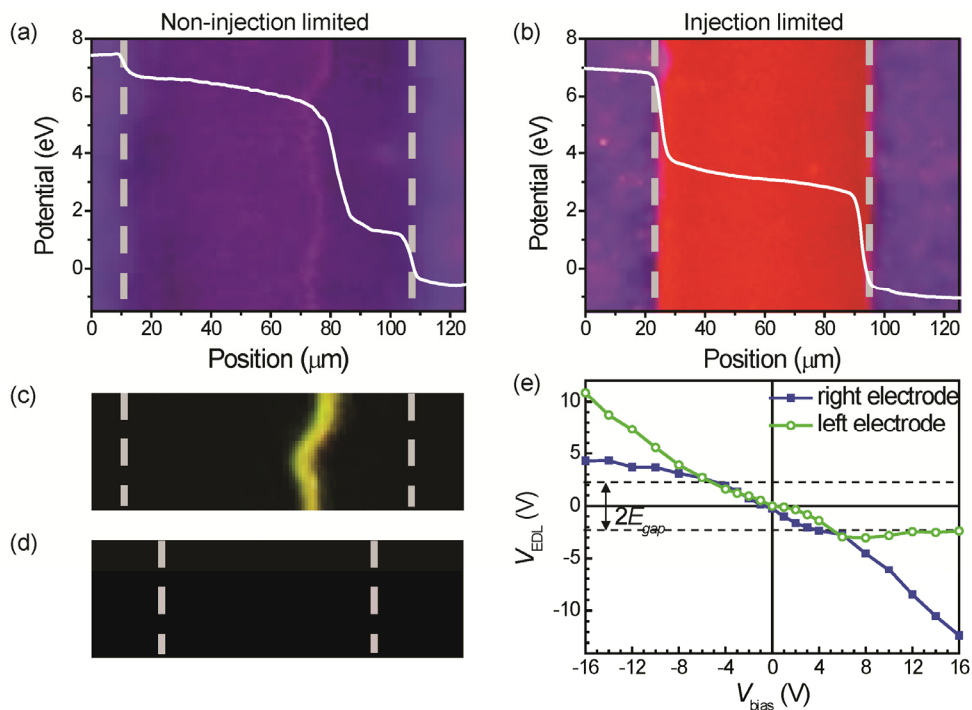 (a)
Non-injection limited
8
6
4
2
0
Potential (eV)
0 20 40 60 80 100 120
Position (μm)
(b)
Injection limited
8
6
4
2
0
Potential (eV)
0 20 40 60 80 100 120
Position (μm)
(c)
(d)
(e)
right electrode
left electrode
10
5
0
-5
-10
V_EDL (V)
2E_gap
-16 -12 -8 -4 0 4 8 12 16
V_bias (V)